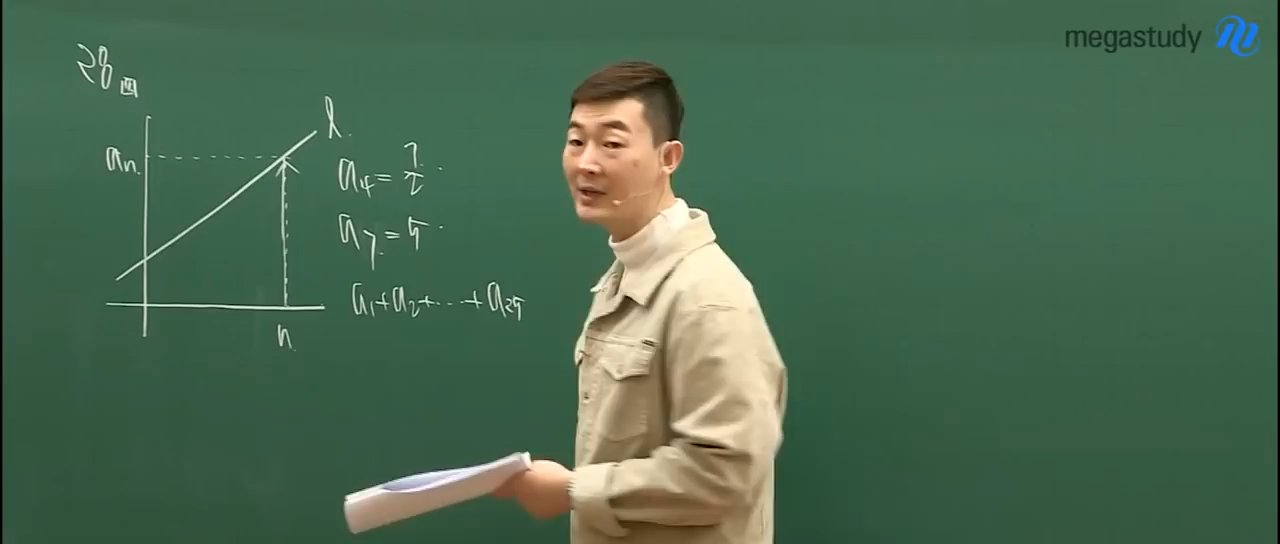 megastudy
28
aₙ
l.
a₄ = 7/2
a₇ = 5
a₁+a₂+…+a₂₅
n